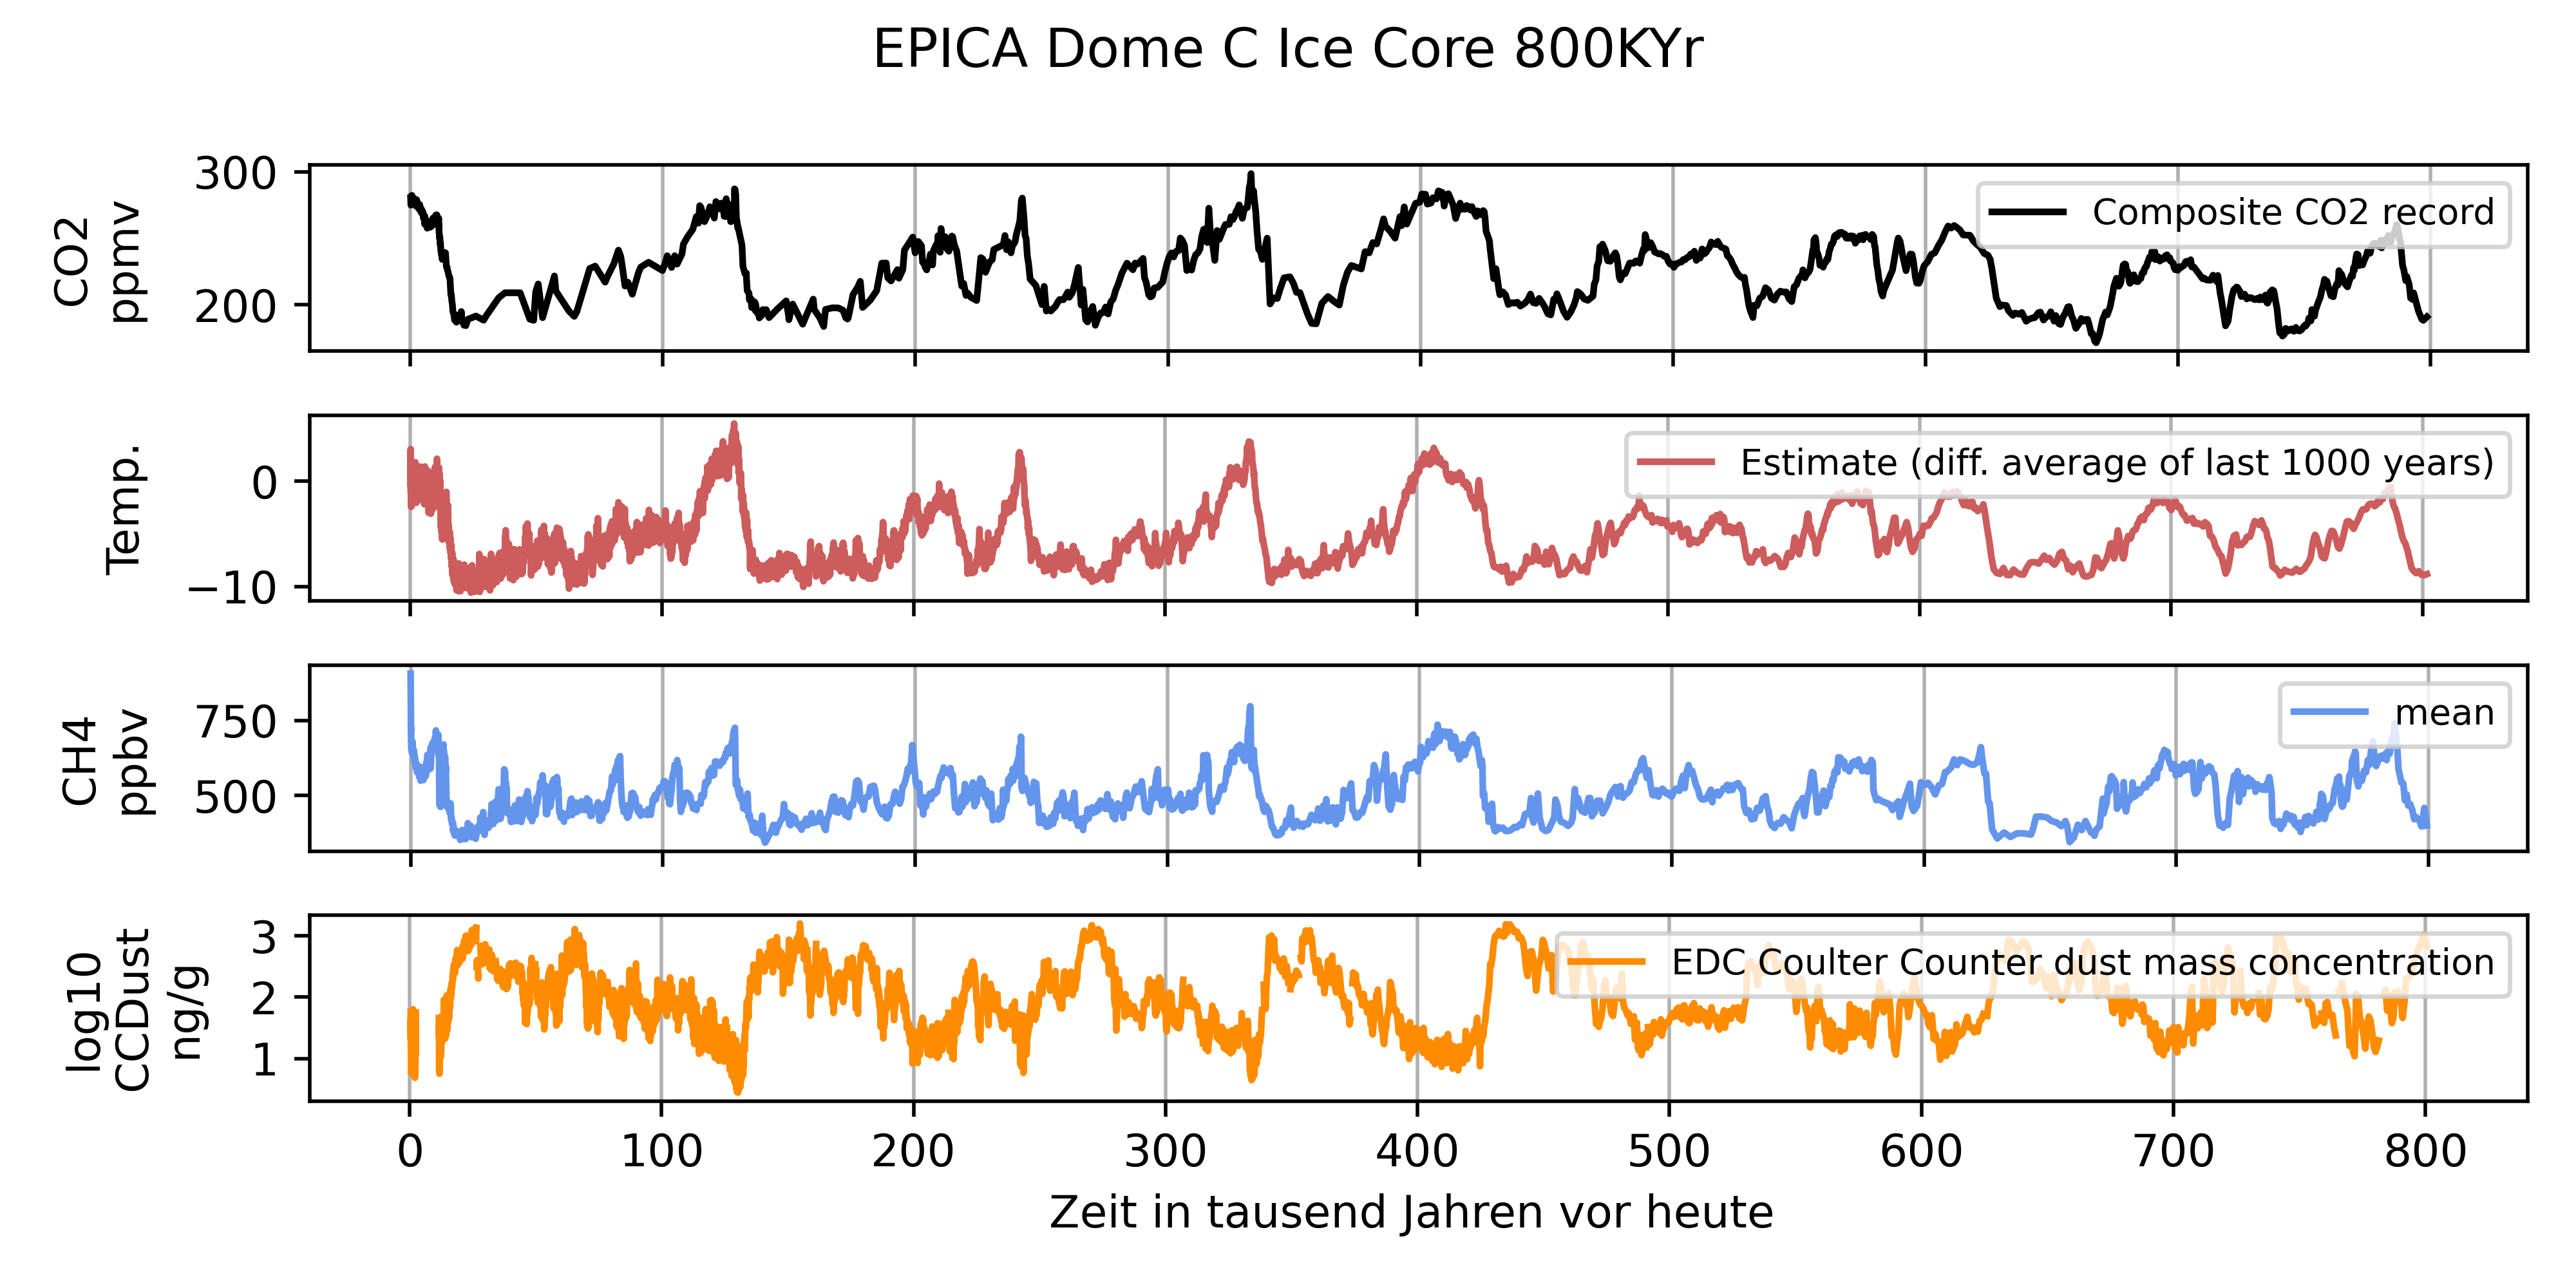 EPICA Dome C Ice Core 800KYr
CO2
ppmv
300
200
Composite CO2 record
Temp.
0
−10
Estimate (diff. average of last 1000 years)
CH4
ppbv
750
500
mean
log10
CCDust
ng/g
3
2
1
EDC Coulter Counter dust mass concentration
0 100 200 300 400 500 600 700 800
Zeit in tausend Jahren vor heute